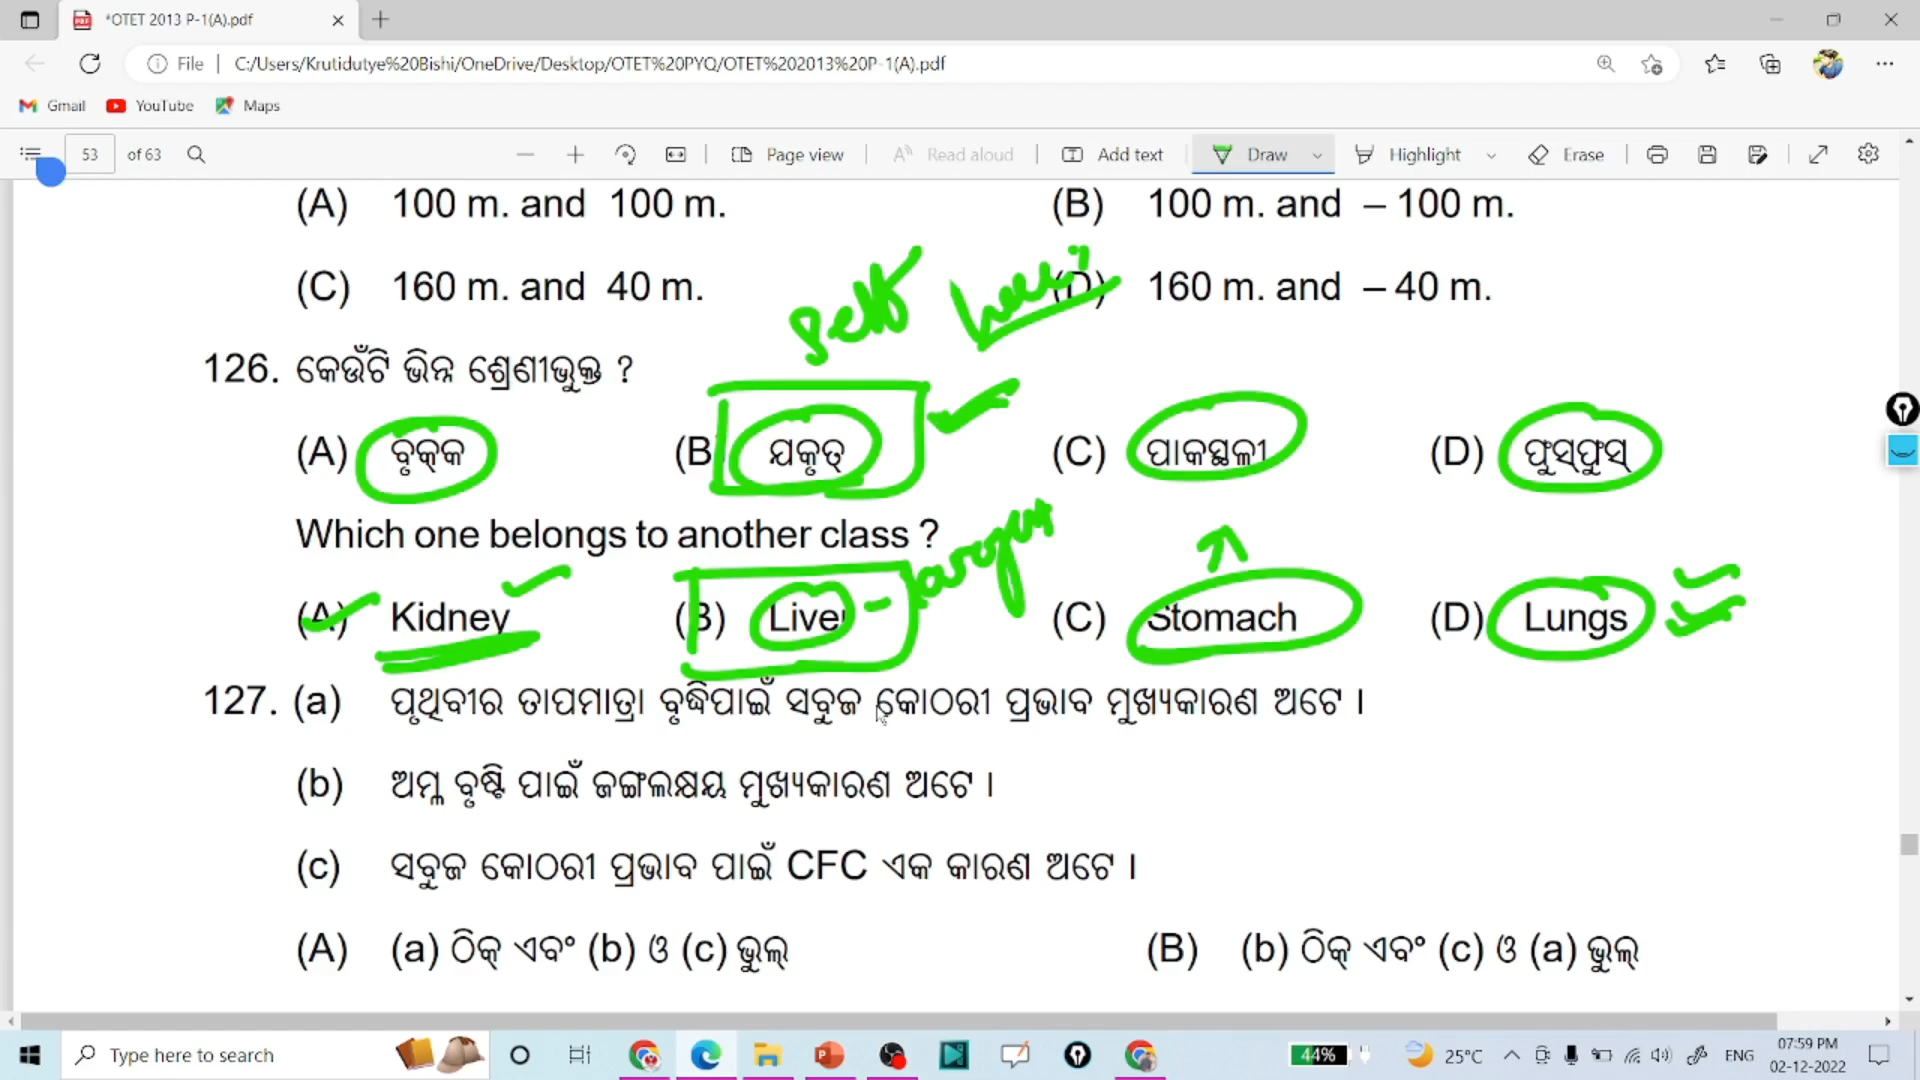 *OTET 2013 P-1(A).pdf
File | C:/Users/Krutidutye%20Bishi/OneDrive/Desktop/OTET%20PYQ/OTET%202013%20P-1(A).pdf
Gmail YouTube Maps
53 of 63 Page view Read aloud Add text Draw Highlight Erase
(A) 100 m. and 100 m. (B) 100 m. and – 100 m.
(C) 160 m. and 40 m. (D) 160 m. and – 40 m.
self
126. କେଉଁଟି ଭିନ୍ନ ଶ୍ରେଣୀଭୁକ୍ତ ?
(A) ବୃକ୍‌କ (B) ଯକୃତ୍ (C) ପାକସ୍ଥଳୀ (D) ଫୁସ୍‌ଫୁସ୍
Which one belongs to another class ?
(A) Kidney (B) Liver - largest (C) Stomach (D) Lungs
127. (a) ପୃଥିବୀର ତାପମାତ୍ରା ବୃଦ୍ଧିପାଇଁ ସବୁଜ କୋଠରୀ ପ୍ରଭାବ ମୁଖ୍ୟକାରଣ ଅଟେ ।
(b) ଅମ୍ଳ ବୃଷ୍ଟି ପାଇଁ ଜଙ୍ଗଲକ୍ଷୟ ମୁଖ୍ୟକାରଣ ଅଟେ ।
(c) ସବୁଜ କୋଠରୀ ପ୍ରଭାବ ପାଇଁ CFC ଏକ କାରଣ ଅଟେ ।
(A) (a) ଠିକ୍ ଏବଂ (b) ଓ (c) ଭୁଲ୍ (B) (b) ଠିକ୍ ଏବଂ (c) ଓ (a) ଭୁଲ୍
Type here to search 44% 25°C ENG 07:59 PM
02-12-2022